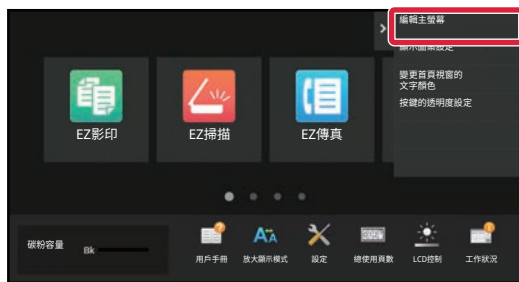 編輯主螢幕
顯示圖案設定
變更首頁視窗的
文字顏色
按鍵的透明度設定
EZ影印
EZ掃描
EZ傳真
碳粉容量
Bk
用戶手冊
放大顯示模式
設定
總使用頁數
LCD控制
工作狀況